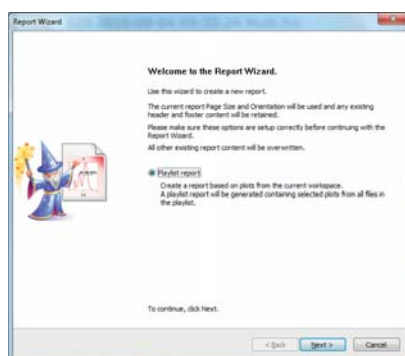 Report Wizard
Welcome to the Report Wizard.
Use this wizard to create a new report.
The current report Page Size and Orientation will be used and any existing
header and footer content will be retained.
Please make sure these options are setup correctly before continuing with the
Report Wizard.
All other existing report content will be overwritten.
Playlist report
Create a report based on plots from the current workspace.
A playlist report will be generated containing selected plots from all files in
the playlist.
To continue, click Next.
< Back
Next >
Cancel